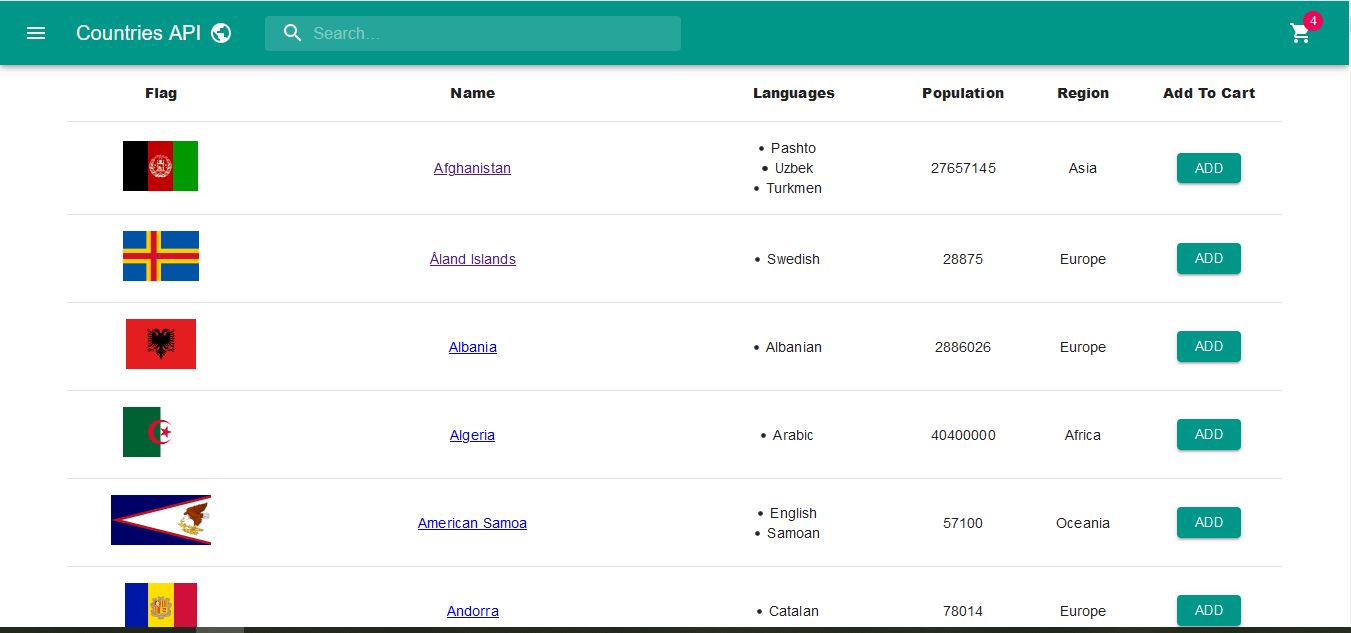 Countries API
Search...
4
Flag Name Languages Population Region Add To Cart
• Pashto
Afghanistan • Uzbek 27657145 Asia ADD
• Turkmen
Åland Islands • Swedish 28875 Europe ADD
Albania • Albanian 2886026 Europe ADD
Algeria • Arabic 40400000 Africa ADD
• English
American Samoa 57100 Oceania ADD
• Samoan
Andorra • Catalan 78014 Europe ADD